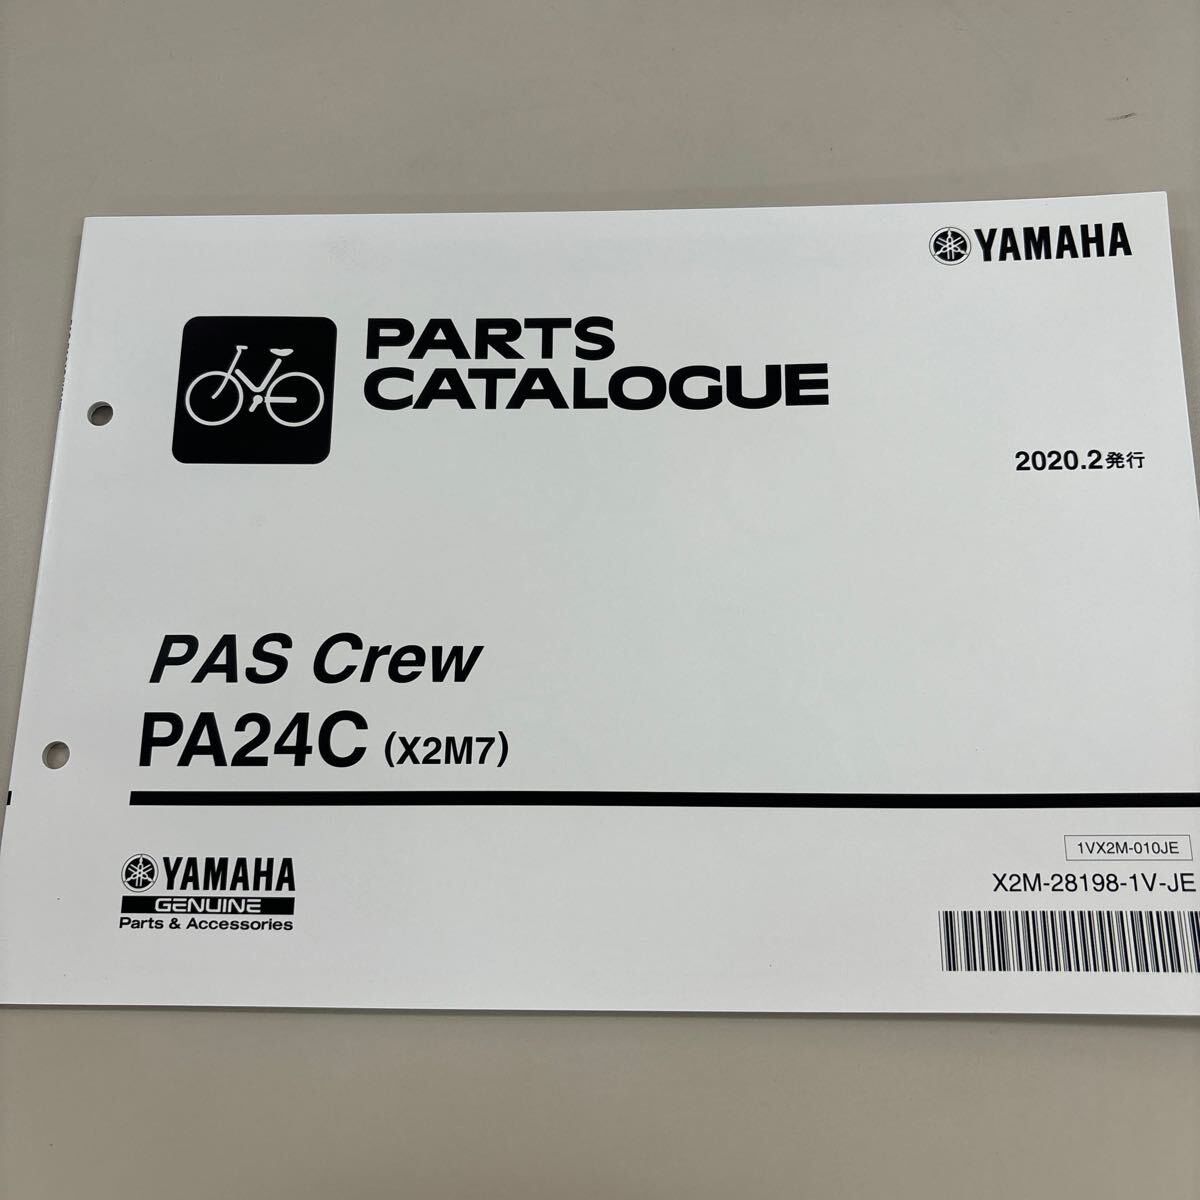 YAMAHA
PARTS
CATALOGUE
2020.2発行
PAS Crew
PA24C (X2M7)
YAMAHA
GENUINE
Parts & Accessories
1VX2M-010JE
X2M-28198-1V-JE